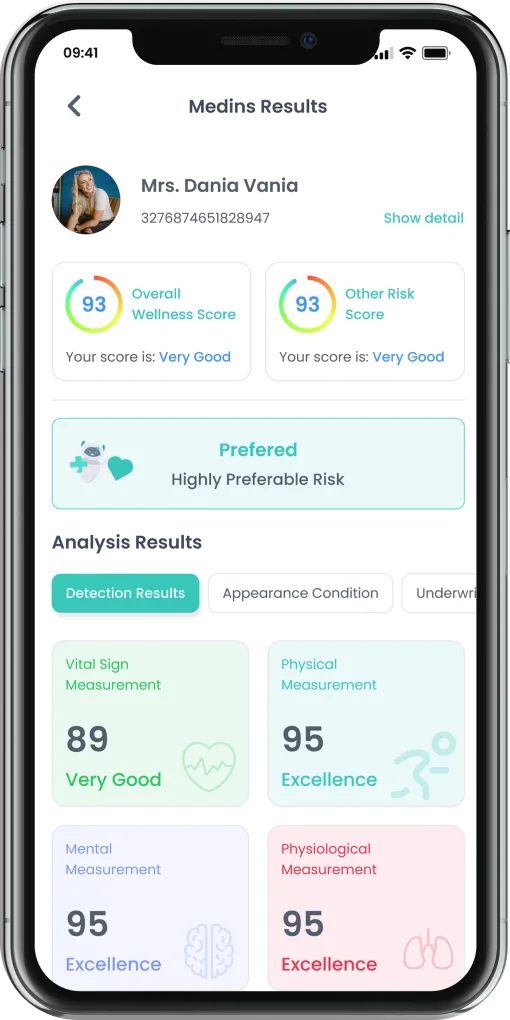 09:41
Medins Results
Mrs. Dania Vania
3276874651828947
Show detail
93
Overall
Wellness Score
Your score is: Very Good
93
Other Risk
Score
Your score is: Very Good
Prefered
Highly Preferable Risk
Analysis Results
Detection Results
Appearance Condition
Underwri
Vital Sign
Measurement
89
Very Good
Physical
Measurement
95
Excellence
Mental
Measurement
95
Excellence
Physiological
Measurement
95
Excellence